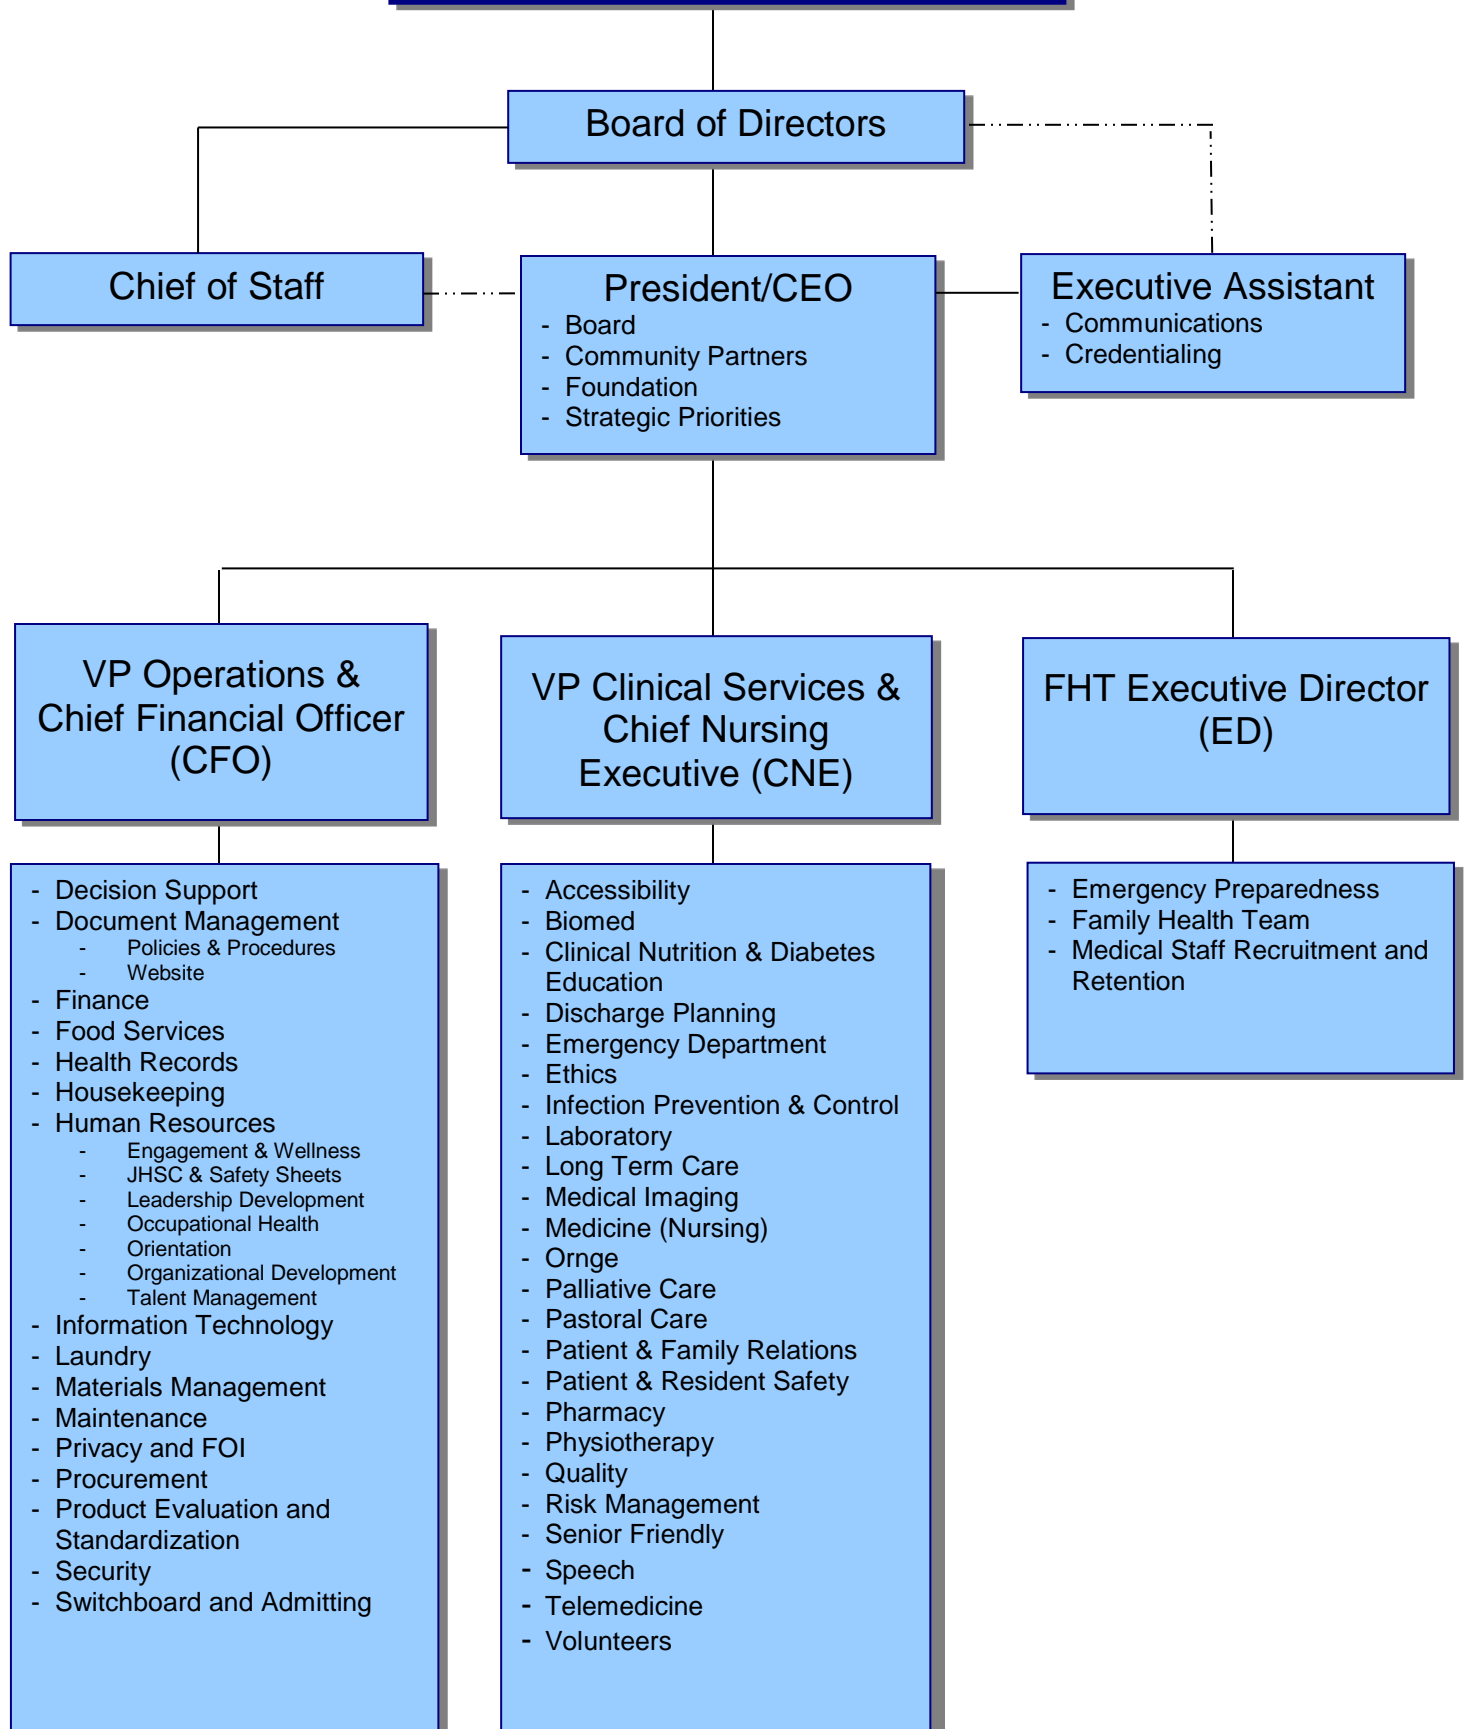 Board of Directors
Chief of Staff
President/CEO
- Board
- Community Partners
- Foundation
- Strategic Priorities
Executive Assistant
- Communications
- Credentialing
VP Operations &
Chief Financial Officer
(CFO)
VP Clinical Services &
Chief Nursing
Executive (CNE)
FHT Executive Director
(ED)
- Decision Support
- Document Management
- Policies & Procedures
- Website
- Finance
- Food Services
- Health Records
- Housekeeping
- Human Resources
- Engagement & Wellness
- JHSC & Safety Sheets
- Leadership Development
- Occupational Health
- Orientation
- Organizational Development
- Talent Management
- Information Technology
- Laundry
- Materials Management
- Maintenance
- Privacy and FOI
- Procurement
- Product Evaluation and
Standardization
- Security
- Switchboard and Admitting
- Accessibility
- Biomed
- Clinical Nutrition & Diabetes
Education
- Discharge Planning
- Emergency Department
- Ethics
- Infection Prevention & Control
- Laboratory
- Long Term Care
- Medical Imaging
- Medicine (Nursing)
- Ornge
- Palliative Care
- Pastoral Care
- Patient & Family Relations
- Patient & Resident Safety
- Pharmacy
- Physiotherapy
- Quality
- Risk Management
- Senior Friendly
- Speech
- Telemedicine
- Volunteers
- Emergency Preparedness
- Family Health Team
- Medical Staff Recruitment and
Retention